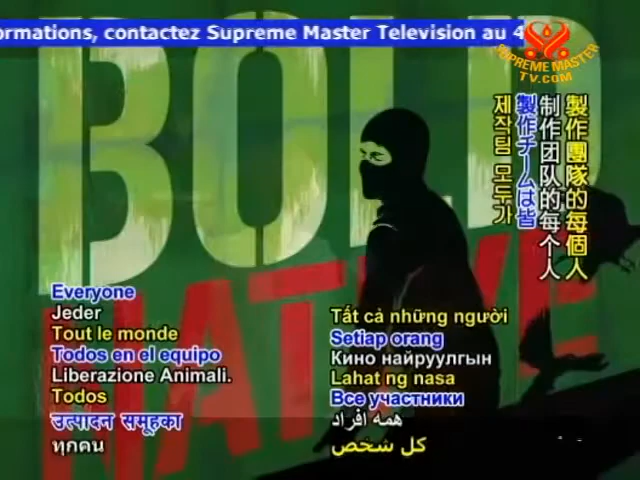 ormations, contactez Supreme Master Television au 4
SUPREME MASTER
TV.COM
BOLD
NATIVE
製作團隊的每個人
制作团队的每个人
製作チームは皆
제작팀 모두가
Everyone
Jeder
Tout le monde
Todos en el equipo
Liberazione Animali.
Todos
उत्पादन समूहका
ทุกคน
Tất cả những người
Setiap orang
Кино найруулгын
Lahat ng nasa
Все участники
همه افراد
كل شخص